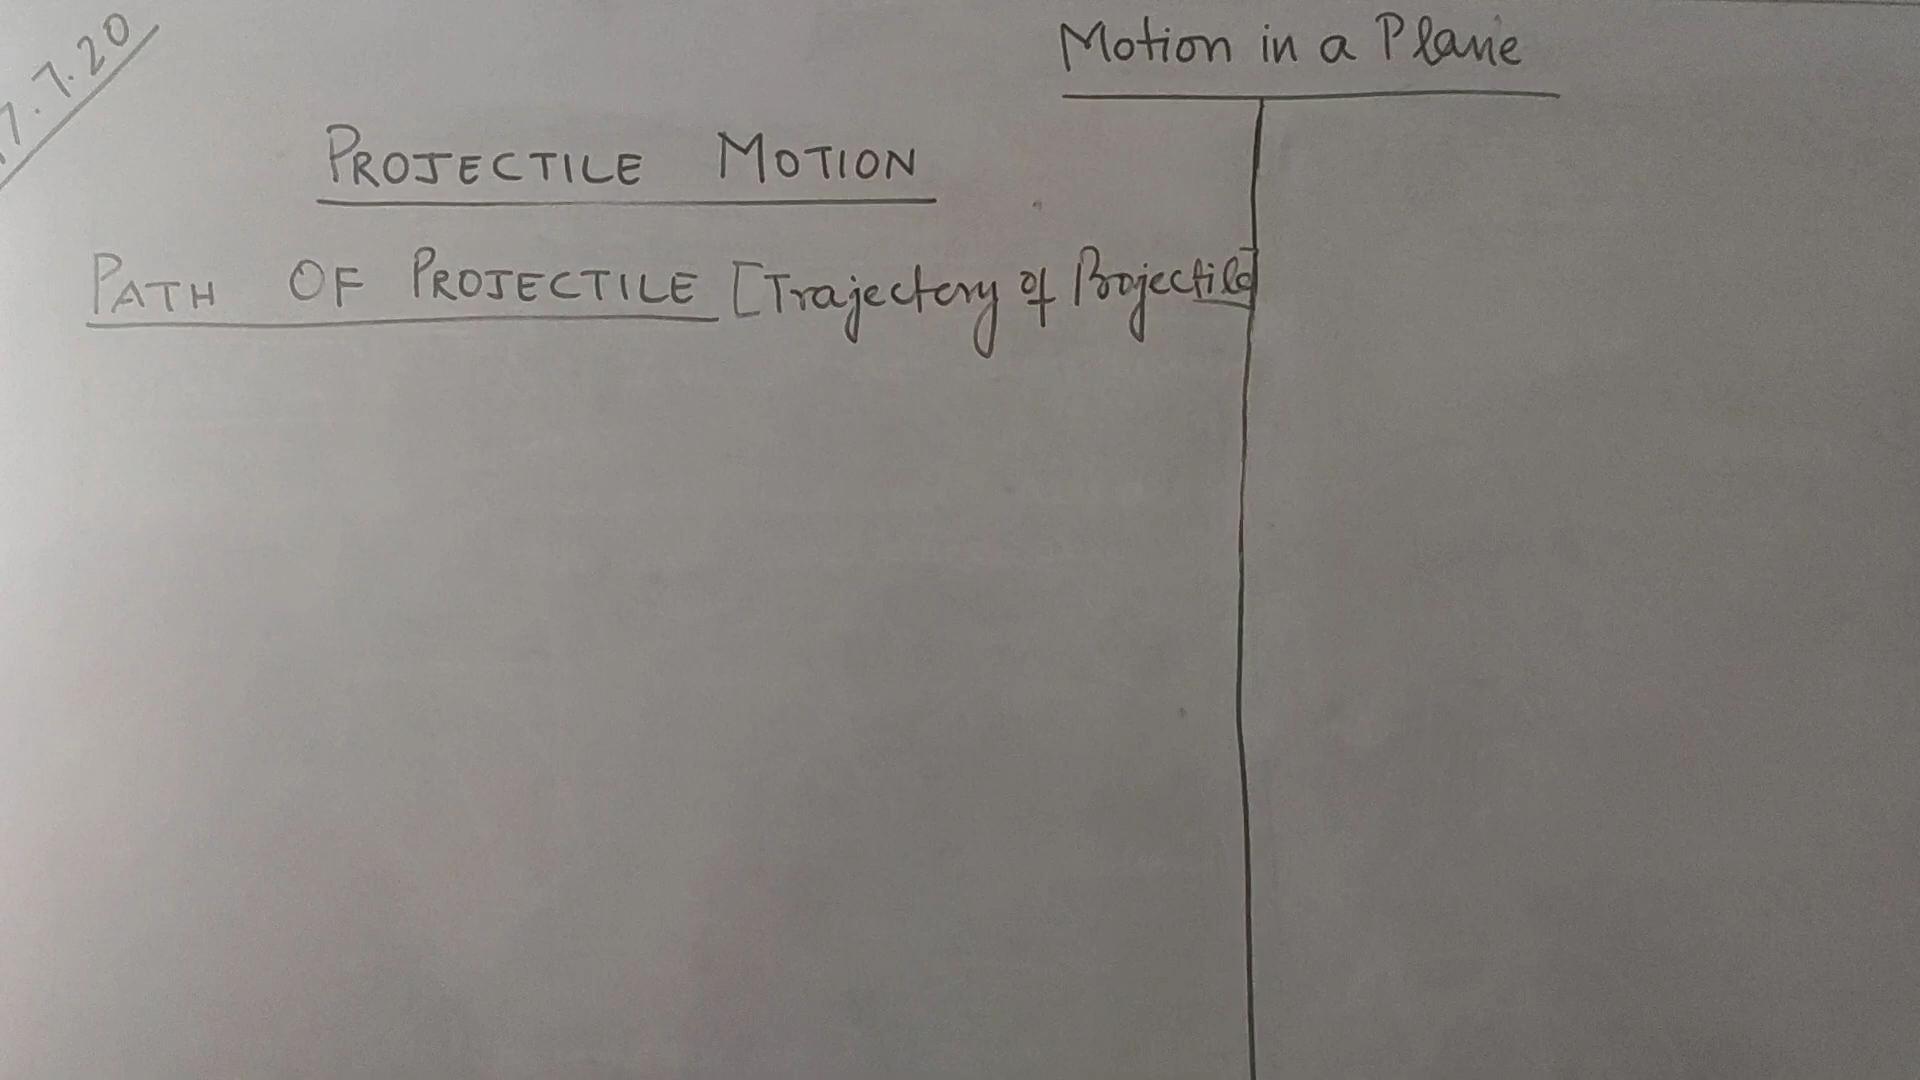 7.7.20
Motion in a Plane
PROJECTILE MOTION
PATH OF PROJECTILE [Trajectory of Projectile]